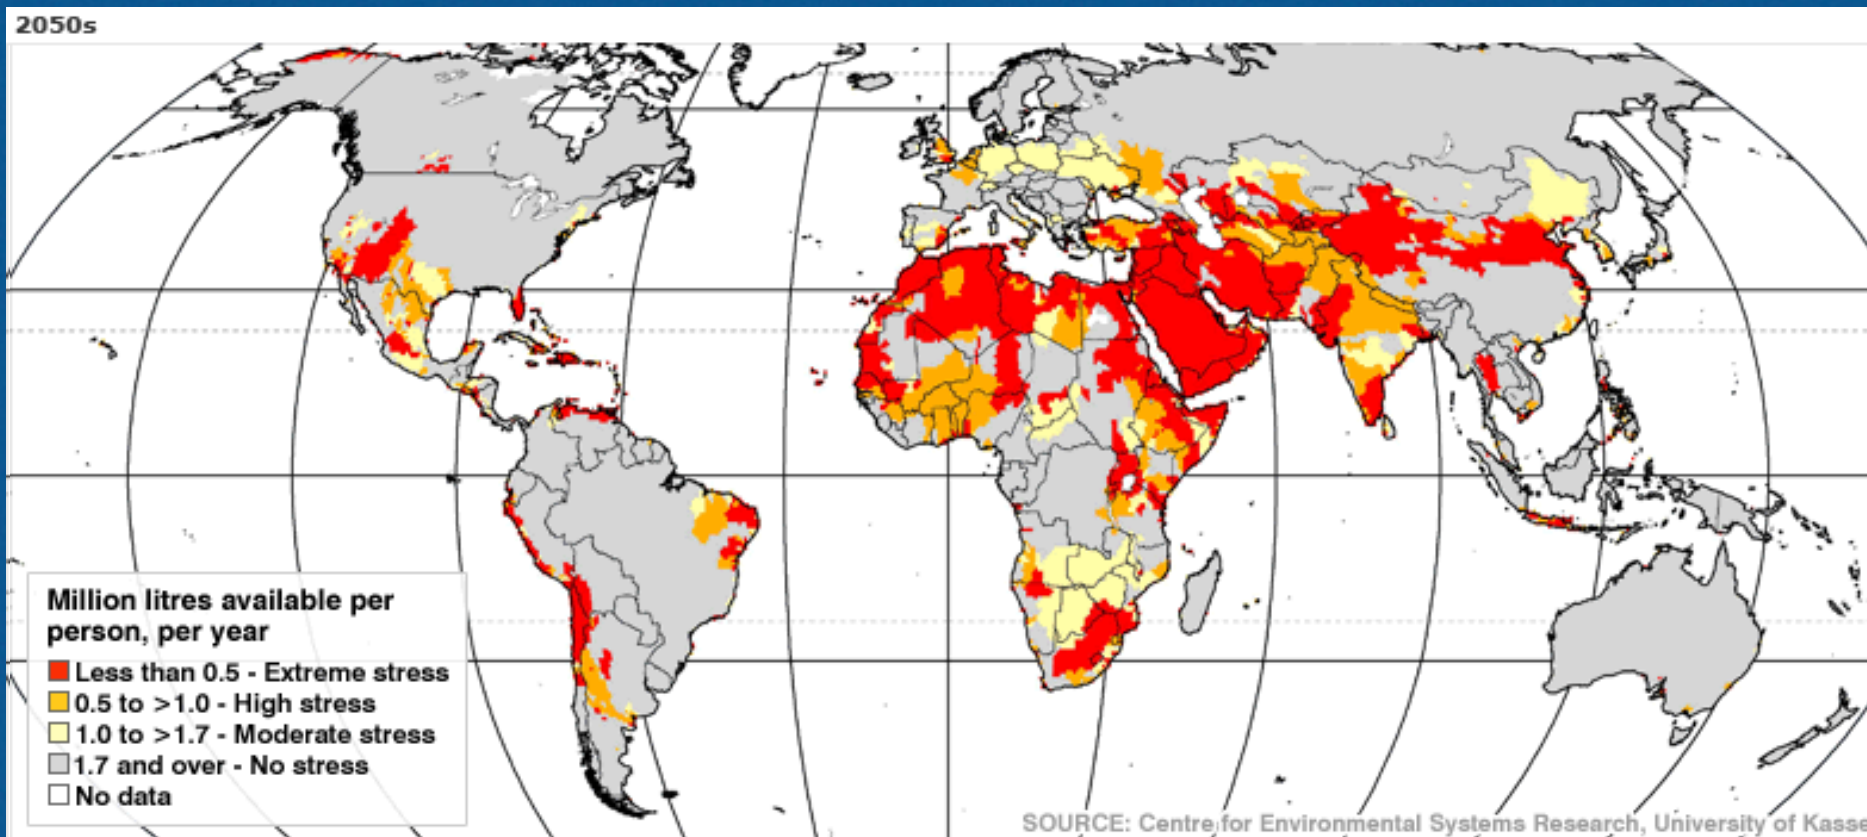 2050s
Million litres available per
person, per year
Less than 0.5 - Extreme stress
0.5 to >1.0 - High stress
1.0 to >1.7 - Moderate stress
1.7 and over - No stress
No data
SOURCE: Centre for Environmental Systems Research, University of Kasse